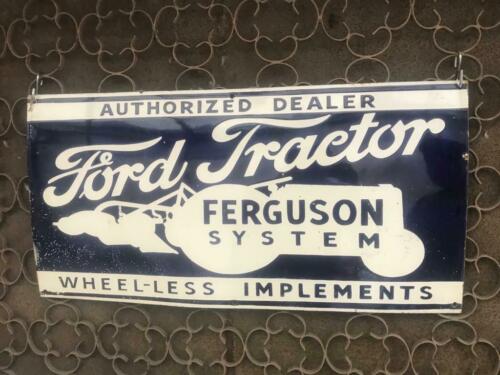 AUTHORIZED DEALER
Ford Tractor
FERGUSON
SYSTEM
WHEEL-LESS IMPLEMENTS